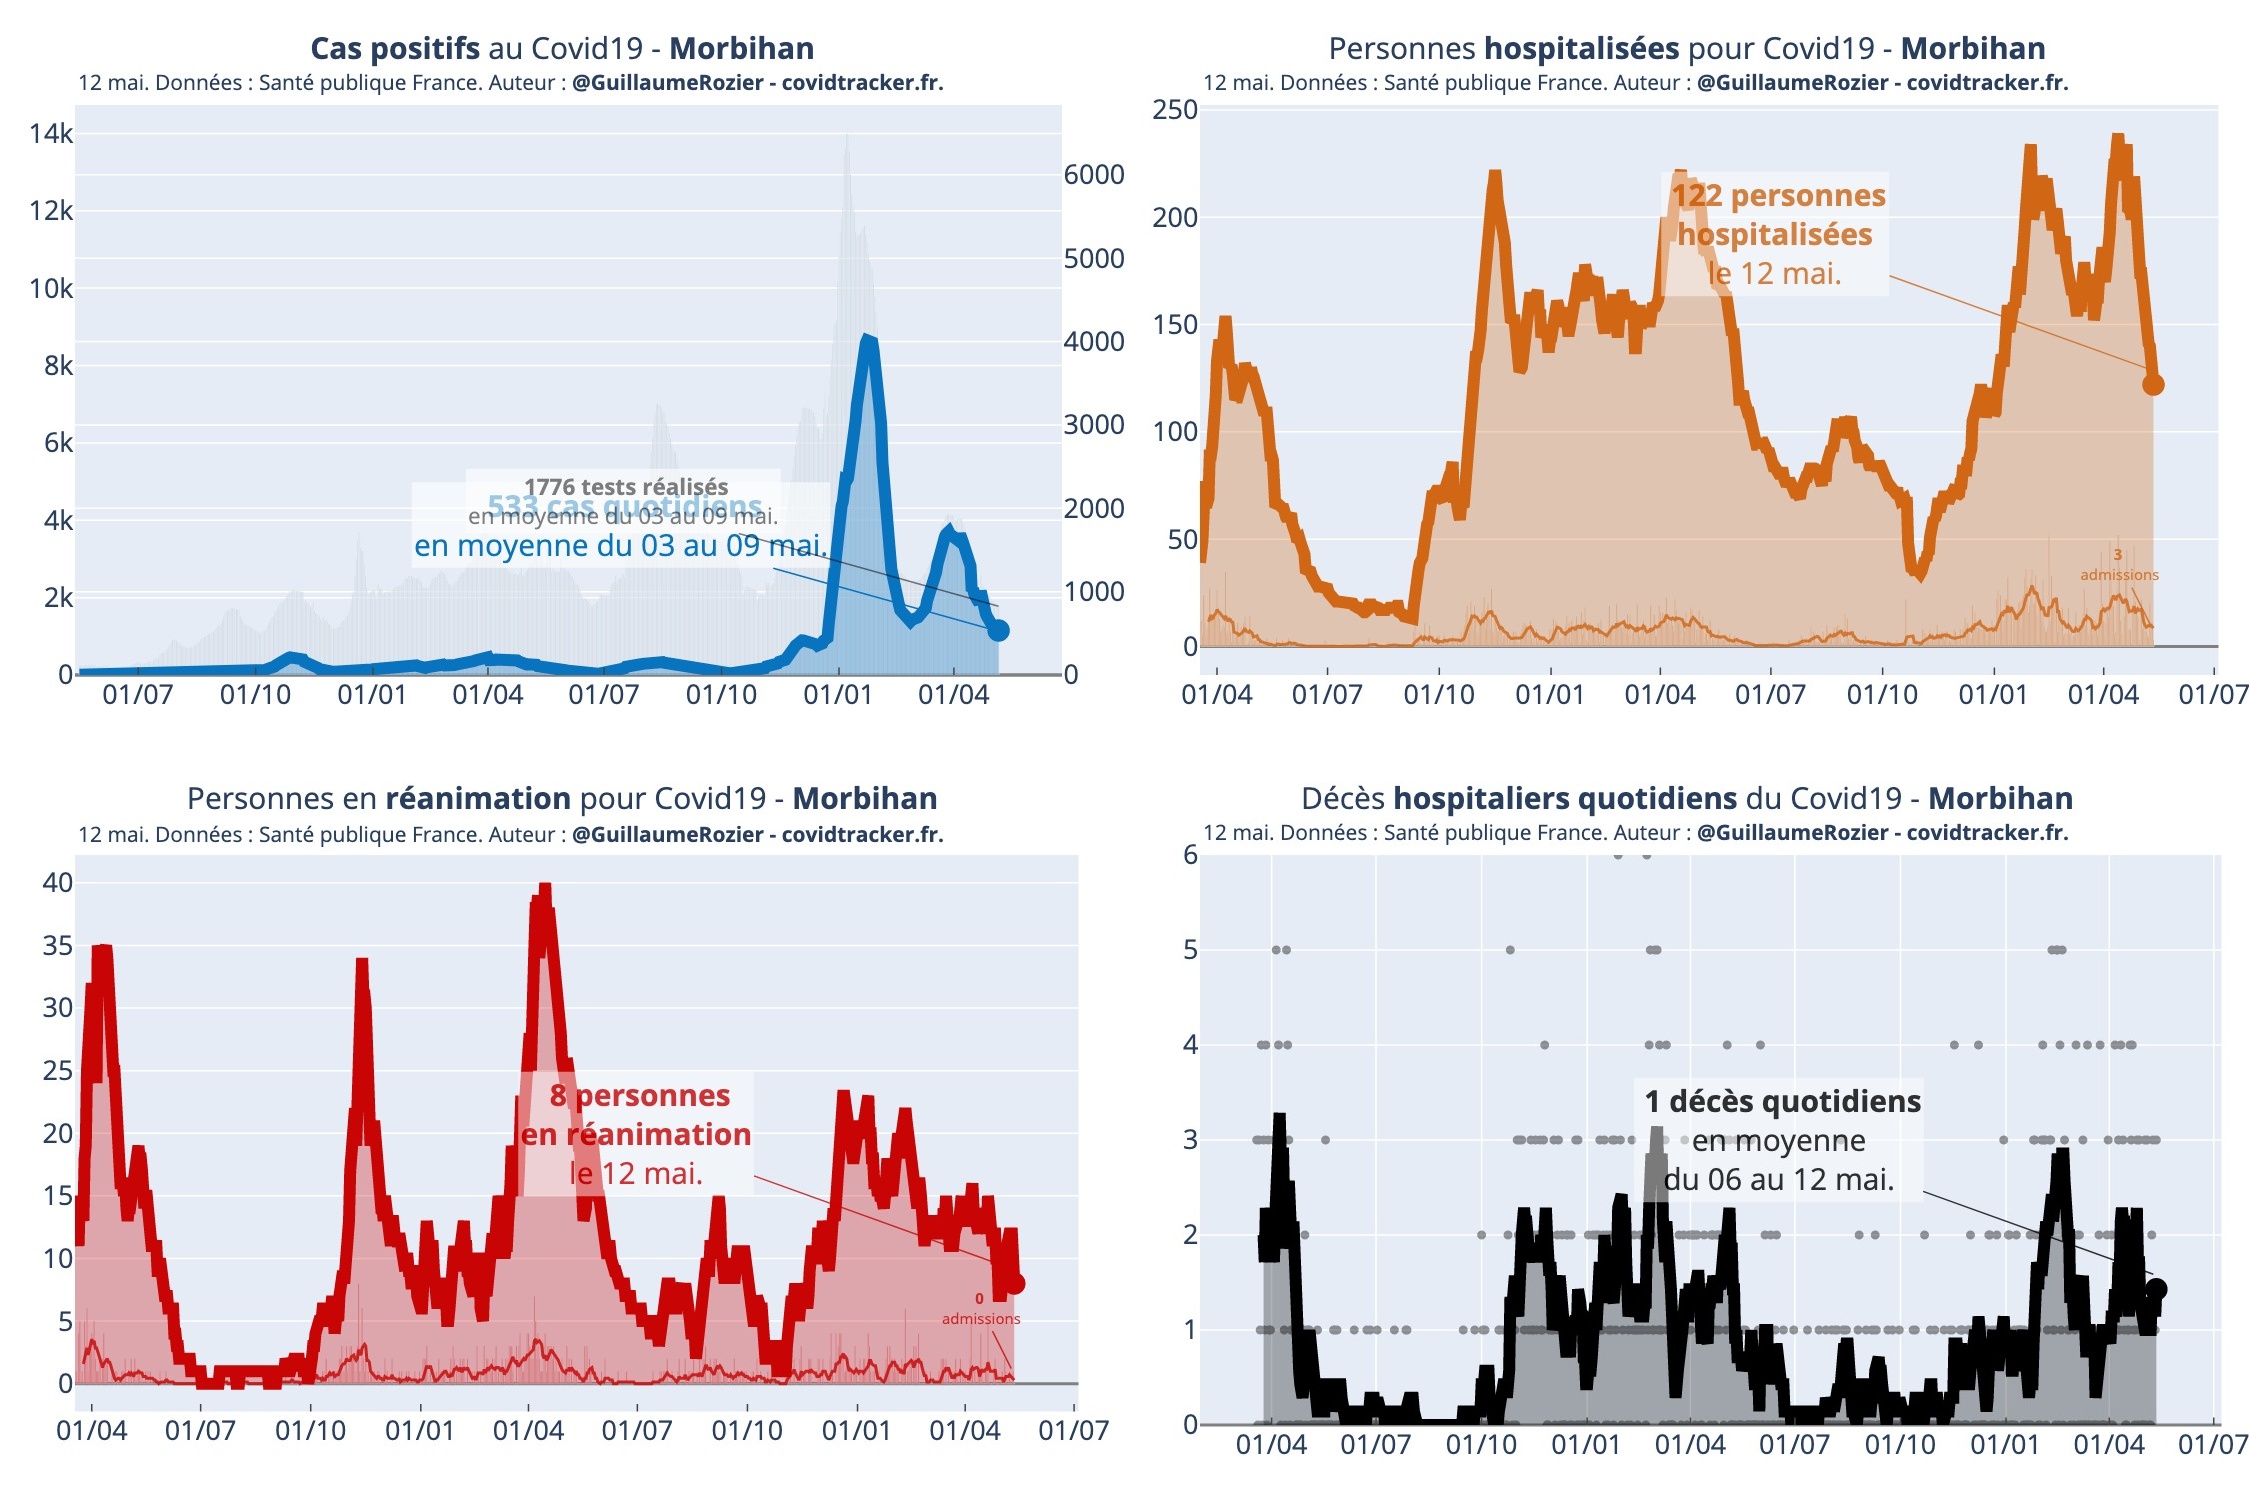 Cas positifs au Covid19 - Morbihan
12 mai. Données : Santé publique France. Auteur : @GuillaumeRozier - covidtracker.fr.
14k
12k
10k
8k
6k
4k
2k
0
6000
5000
4000
3000
2000
1000
0
1776 tests réalisés
en moyenne du 03 au 09 mai.
533 cas quotidiens
en moyenne du 03 au 09 mai.
01/07 01/10 01/01 01/04 01/07 01/10 01/01 01/04
Personnes hospitalisées pour Covid19 - Morbihan
12 mai. Données : Santé publique France. Auteur : @GuillaumeRozier - covidtracker.fr.
250
200
150
100
50
0
122 personnes
hospitalisées
le 12 mai.
3
admissions
01/04 01/07 01/10 01/01 01/04 01/07 01/10 01/01 01/04 01/07
Personnes en réanimation pour Covid19 - Morbihan
12 mai. Données : Santé publique France. Auteur : @GuillaumeRozier - covidtracker.fr.
40
35
30
25
20
15
10
5
0
8 personnes
en réanimation
le 12 mai.
0
admissions
01/04 01/07 01/10 01/01 01/04 01/07 01/10 01/01 01/04 01/07
Décès hospitaliers quotidiens du Covid19 - Morbihan
12 mai. Données : Santé publique France. Auteur : @GuillaumeRozier - covidtracker.fr.
6
5
4
3
2
1
0
1 décès quotidiens
en moyenne
du 06 au 12 mai.
01/04 01/07 01/10 01/01 01/04 01/07 01/10 01/01 01/04 01/07